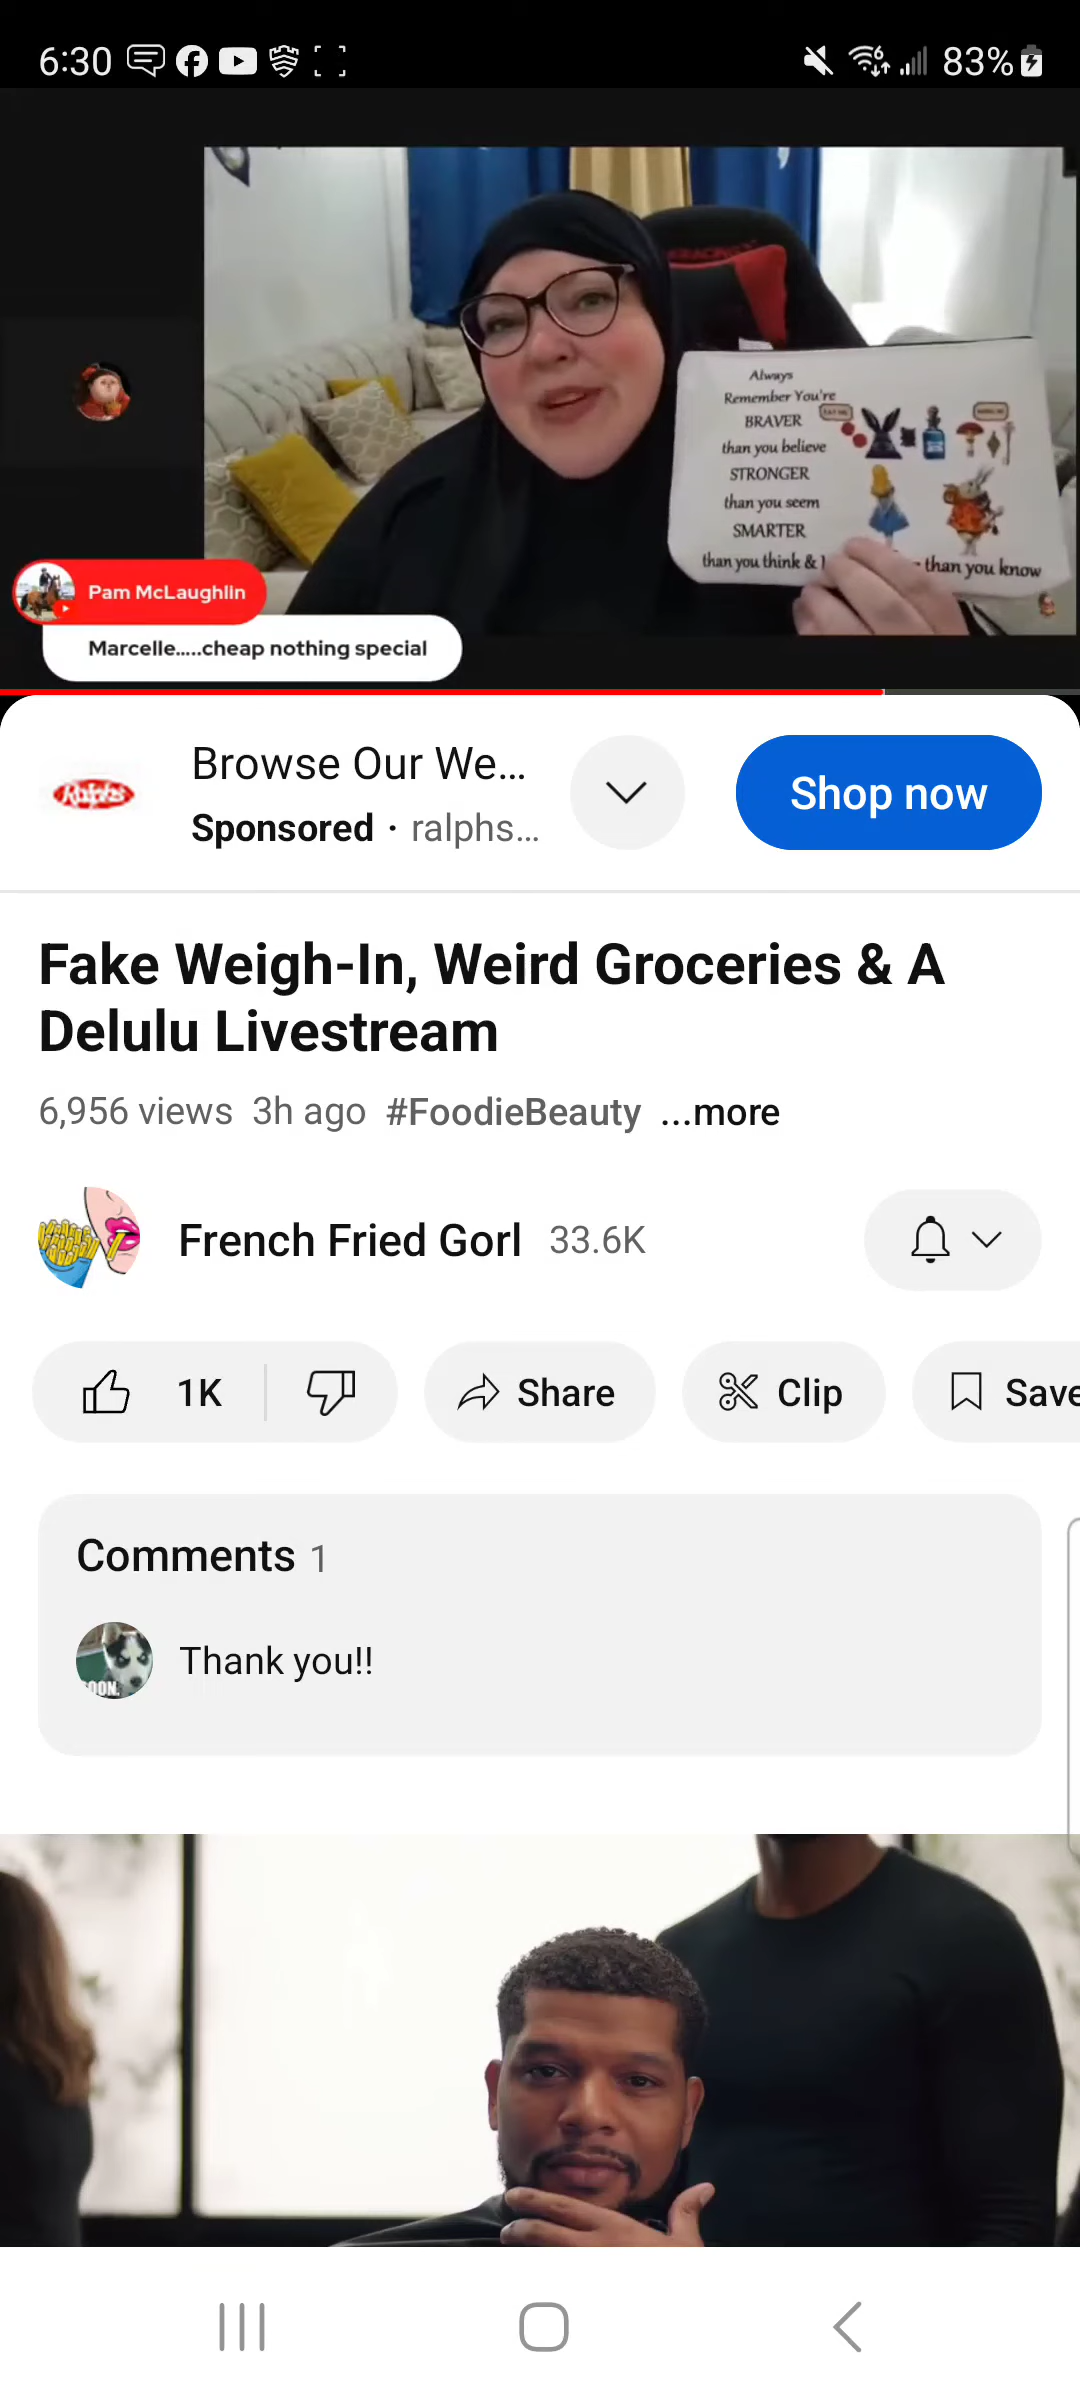 6:30
83%
RACING
Always
Remember You're
BRAVER
than you believe
STRONGER
than you seem
SMARTER
than you think &
than you know
Pam McLaughlin
Marcelle.....cheap nothing special
Ralphs
Browse Our We...
Sponsored · ralphs...
Shop now
Fake Weigh-In, Weird Groceries & A
Delulu Livestream
6,956 views 3h ago #FoodieBeauty ...more
French Fried Gorl 33.6K
1K
Share
Clip
Save
Comments 1
Thank you!!